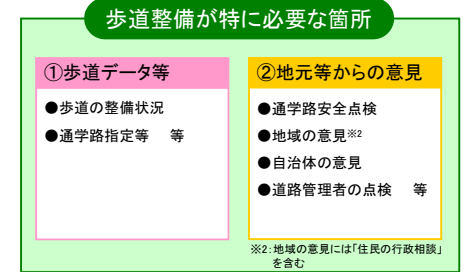 歩道整備が特に必要な箇所
①歩道データ等
●歩道の整備状況
●通学路指定等　等
②地元等からの意見
●通学路安全点検
●地域の意見※2
●自治体の意見
●道路管理者の点検　等
※2：地域の意見には「住民の行政相談」
を含む